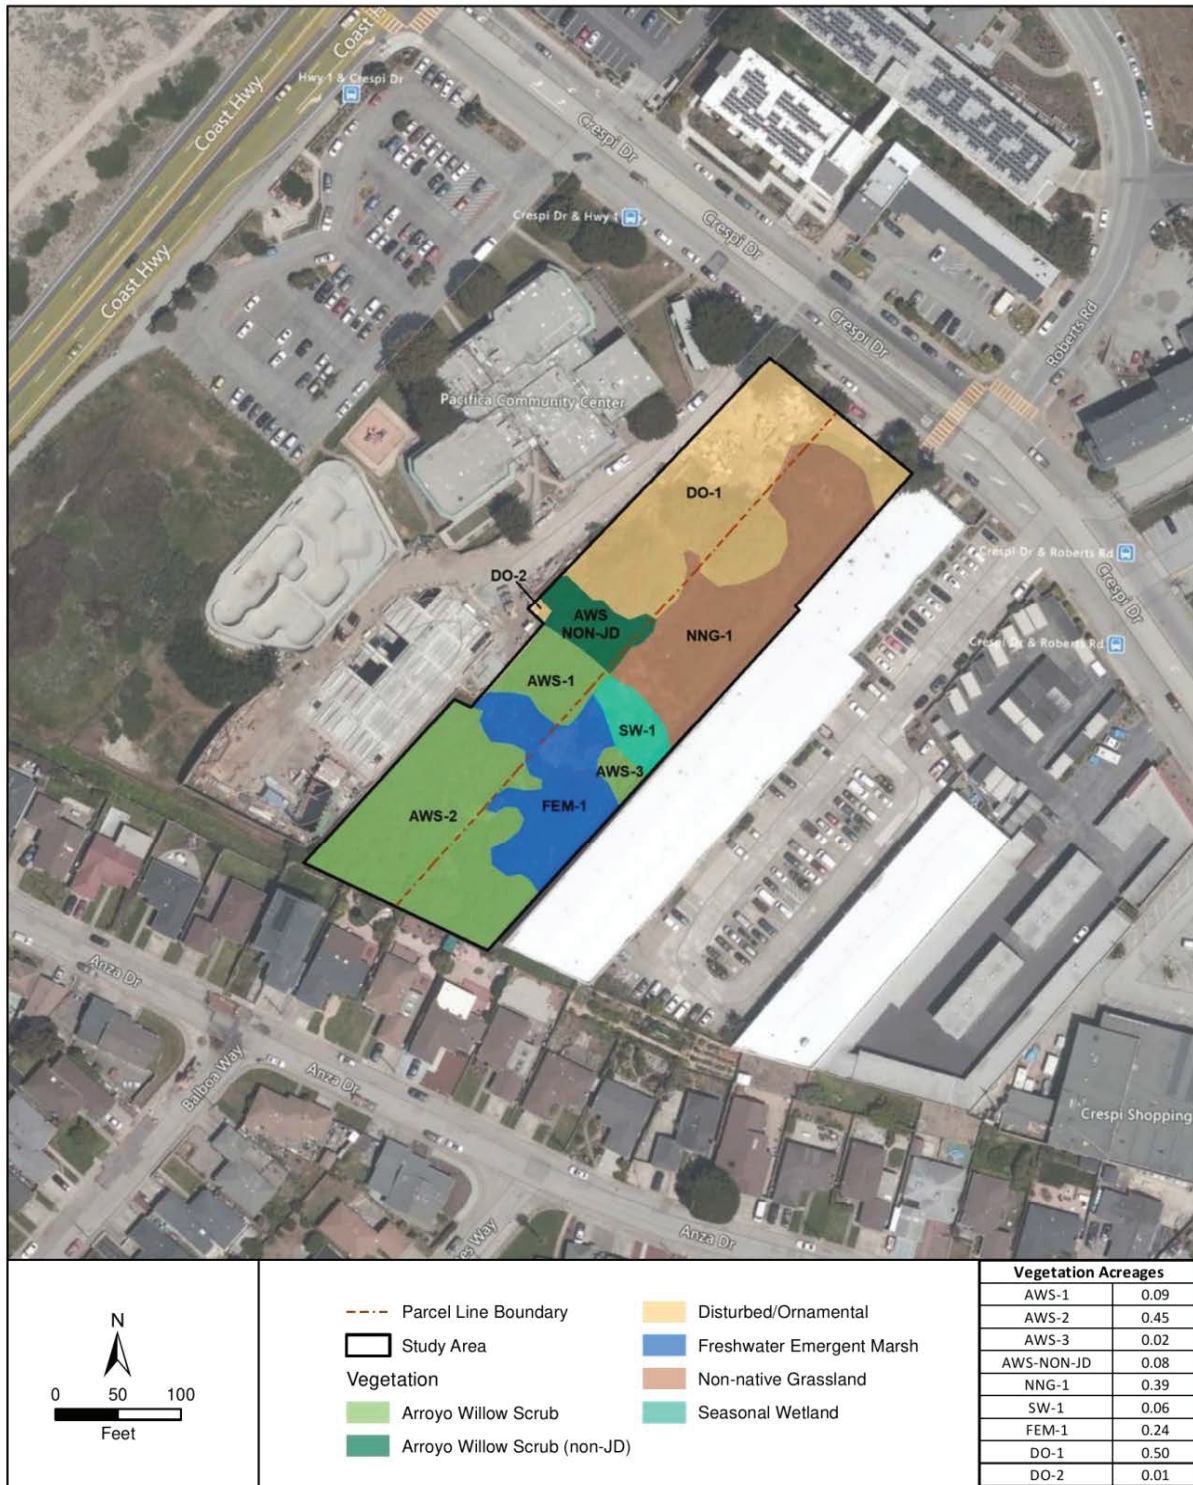 Coast H
Coast Hwy
Hwy 1 & Crespi Dr
Crespi Dr
Crespi Dr & Hwy 1
Crespi Dr
Coast Hwy
Roberts Rd
Crespi Dr
Pacifica Community Center
DO-1
Crespi Dr & Roberts Rd
DO-2
Crespi Dr
AWS
NON-JD
NNG-1
Crespi Dr & Roberts Rd
AWS-1
SW-1
AWS-3
FEM-1
AWS-2
Anza Dr
Balboa Way
Anza Dr
Crespi Shopping
es Way
Anza Dr
N
0 50 100
Feet
Parcel Line Boundary
Study Area
Vegetation
Arroyo Willow Scrub
Arroyo Willow Scrub (non-JD)
Disturbed/Ornamental
Freshwater Emergent Marsh
Non-native Grassland
Seasonal Wetland
Vegetation Acreages
AWS-1 0.09
AWS-2 0.45
AWS-3 0.02
AWS-NON-JD 0.08
NNG-1 0.39
SW-1 0.06
FEM-1 0.24
DO-1 0.50
DO-2 0.01